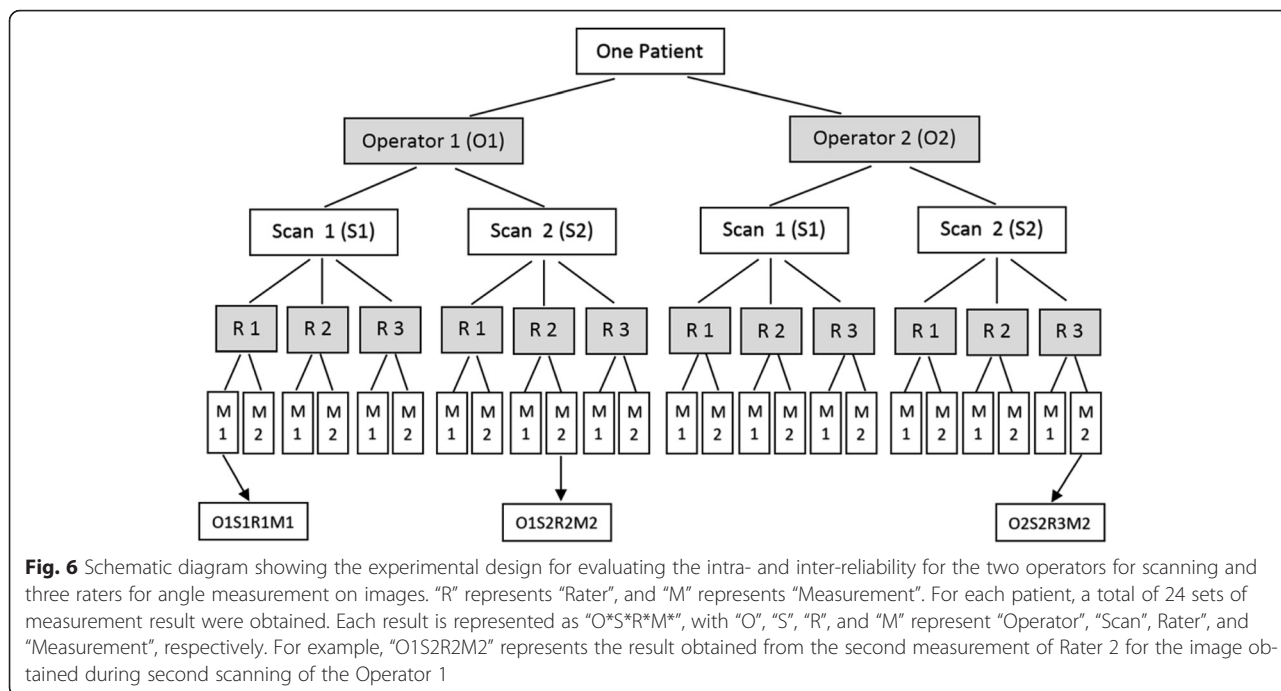 One Patient
Operator 1 (O1)
Operator 2 (O2)
Scan 1 (S1)
Scan 2 (S2)
Scan 1 (S1)
Scan 2 (S2)
R 1
R 2
R 3
R 1
R 2
R 3
R 1
R 2
R 3
R 1
R 2
R 3
M M M M M M M M M M M M M M M M M M M M M M M M
1 2 1 2 1 2 1 2 1 2 1 2 1 2 1 2 1 2 1 2 1 2 1 2
O1S1R1M1
O1S2R2M2
O2S2R3M2
Fig. 6 Schematic diagram showing the experimental design for evaluating the intra- and inter-reliability for the two operators for scanning and
three raters for angle measurement on images. “R” represents “Rater”, and “M” represents “Measurement”. For each patient, a total of 24 sets of
measurement result were obtained. Each result is represented as “O*S*R*M*”, with “O”, “S”, “R”, and “M” represent “Operator”, “Scan”, Rater”, and
“Measurement”, respectively. For example, “O1S2R2M2” represents the result obtained from the second measurement of Rater 2 for the image ob-
tained during second scanning of the Operator 1